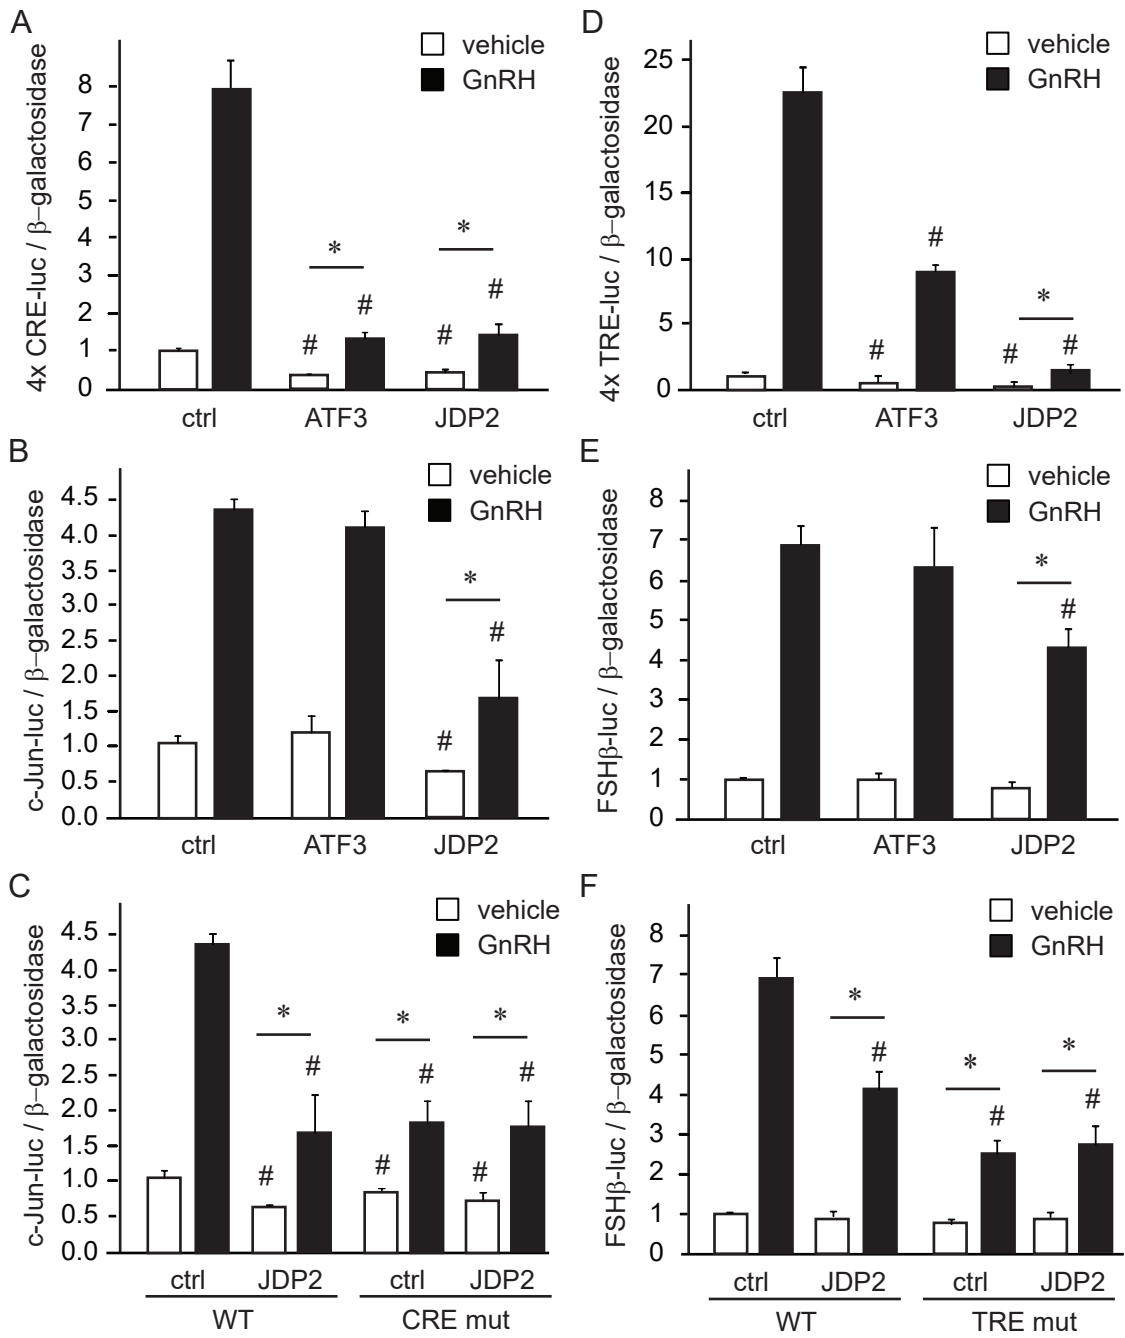 A
4x CRE-luc / β–galactosidase
vehicle
GnRH
8
7
6
5
4
3
2
1
0
*
*
#
#
#
#
ctrl
ATF3
JDP2
D
4x TRE-luc / β–galactosidase
vehicle
GnRH
25
20
15
10
5
0
#
#
*
#
#
ctrl
ATF3
JDP2
B
c-Jun-luc / β–galactosidase
vehicle
GnRH
4.5
4.0
3.5
3.0
2.5
2.0
1.5
1.0
0.5
0.0
*
#
#
ctrl
ATF3
JDP2
E
FSHβ-luc / β–galactosidase
vehicle
GnRH
8
7
6
5
4
3
2
1
0
*
#
ctrl
ATF3
JDP2
C
c-Jun-luc / β–galactosidase
vehicle
GnRH
4.5
4.0
3.5
3.0
2.5
2.0
1.5
1.0
0.5
0.0
*
*
*
#
#
#
#
#
#
ctrl
JDP2
ctrl
JDP2
WT
CRE mut
F
FSHβ-luc / β–galactosidase
vehicle
GnRH
8
7
6
5
4
3
2
1
0
*
*
*
#
#
#
ctrl
JDP2
ctrl
JDP2
WT
TRE mut